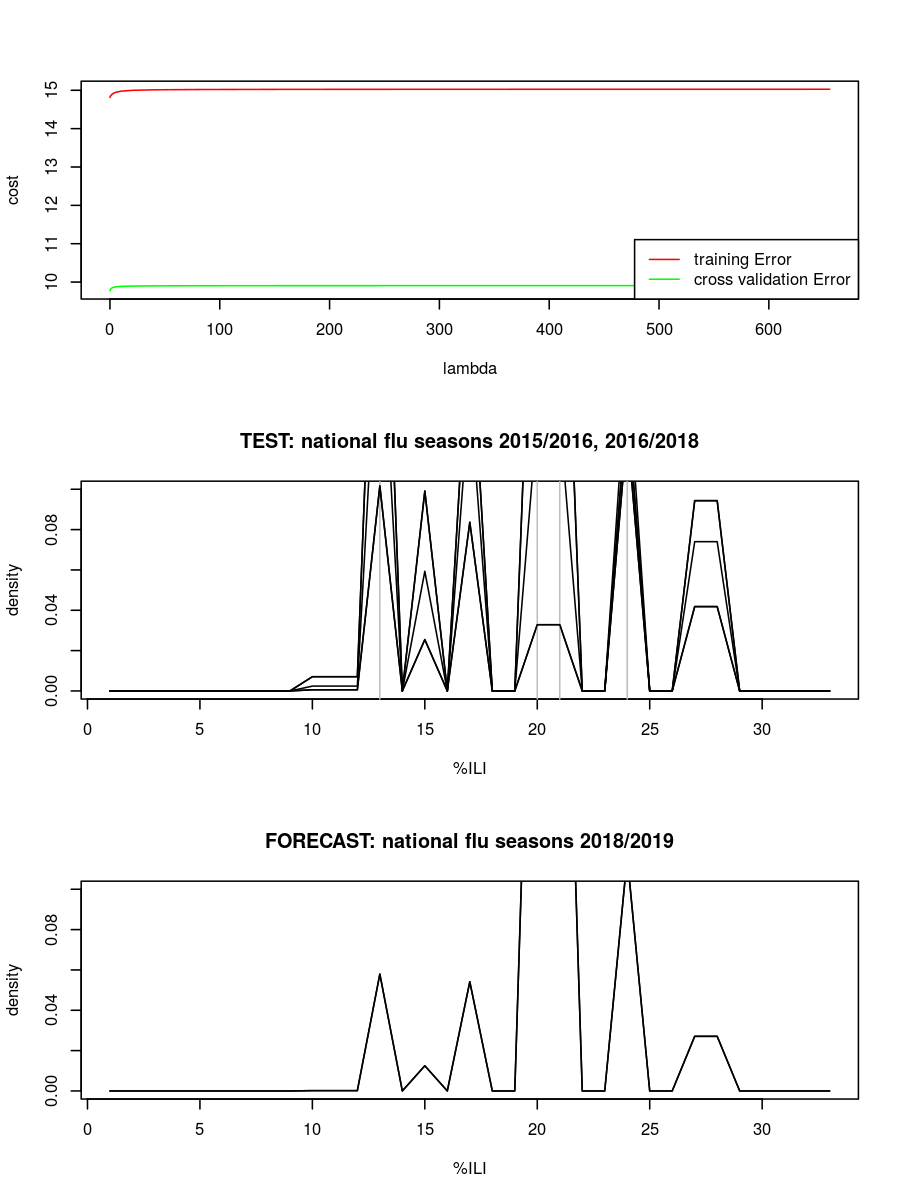 15
14
13
12
11
10
cost
training Error
cross validation Error
0 100 200 300 400 500 600
lambda
TEST: national flu seasons 2015/2016, 2016/2018
0.08
0.04
0.00
density
0 5 10 15 20 25 30
%ILI
FORECAST: national flu seasons 2018/2019
0.08
0.04
0.00
density
0 5 10 15 20 25 30
%ILI